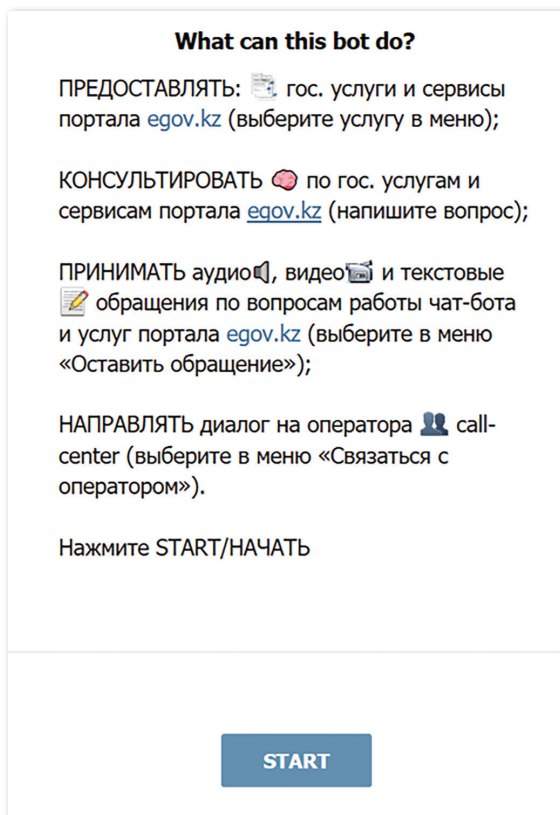 What can this bot do?
ПРЕДОСТАВЛЯТЬ: гос. услуги и сервисы
портала egov.kz (выберите услугу в меню);
КОНСУЛЬТИРОВАТЬ по гос. услугам и
сервисам портала egov.kz (напишите вопрос);
ПРИНИМАТЬ аудио, видео и текстовые
обращения по вопросам работы чат-бота
и услуг портала egov.kz (выберите в меню
«Оставить обращение»);
НАПРАВЛЯТЬ диалог на оператора call-
center (выберите в меню «Связаться с
оператором»).
Нажмите START/НАЧАТЬ
START